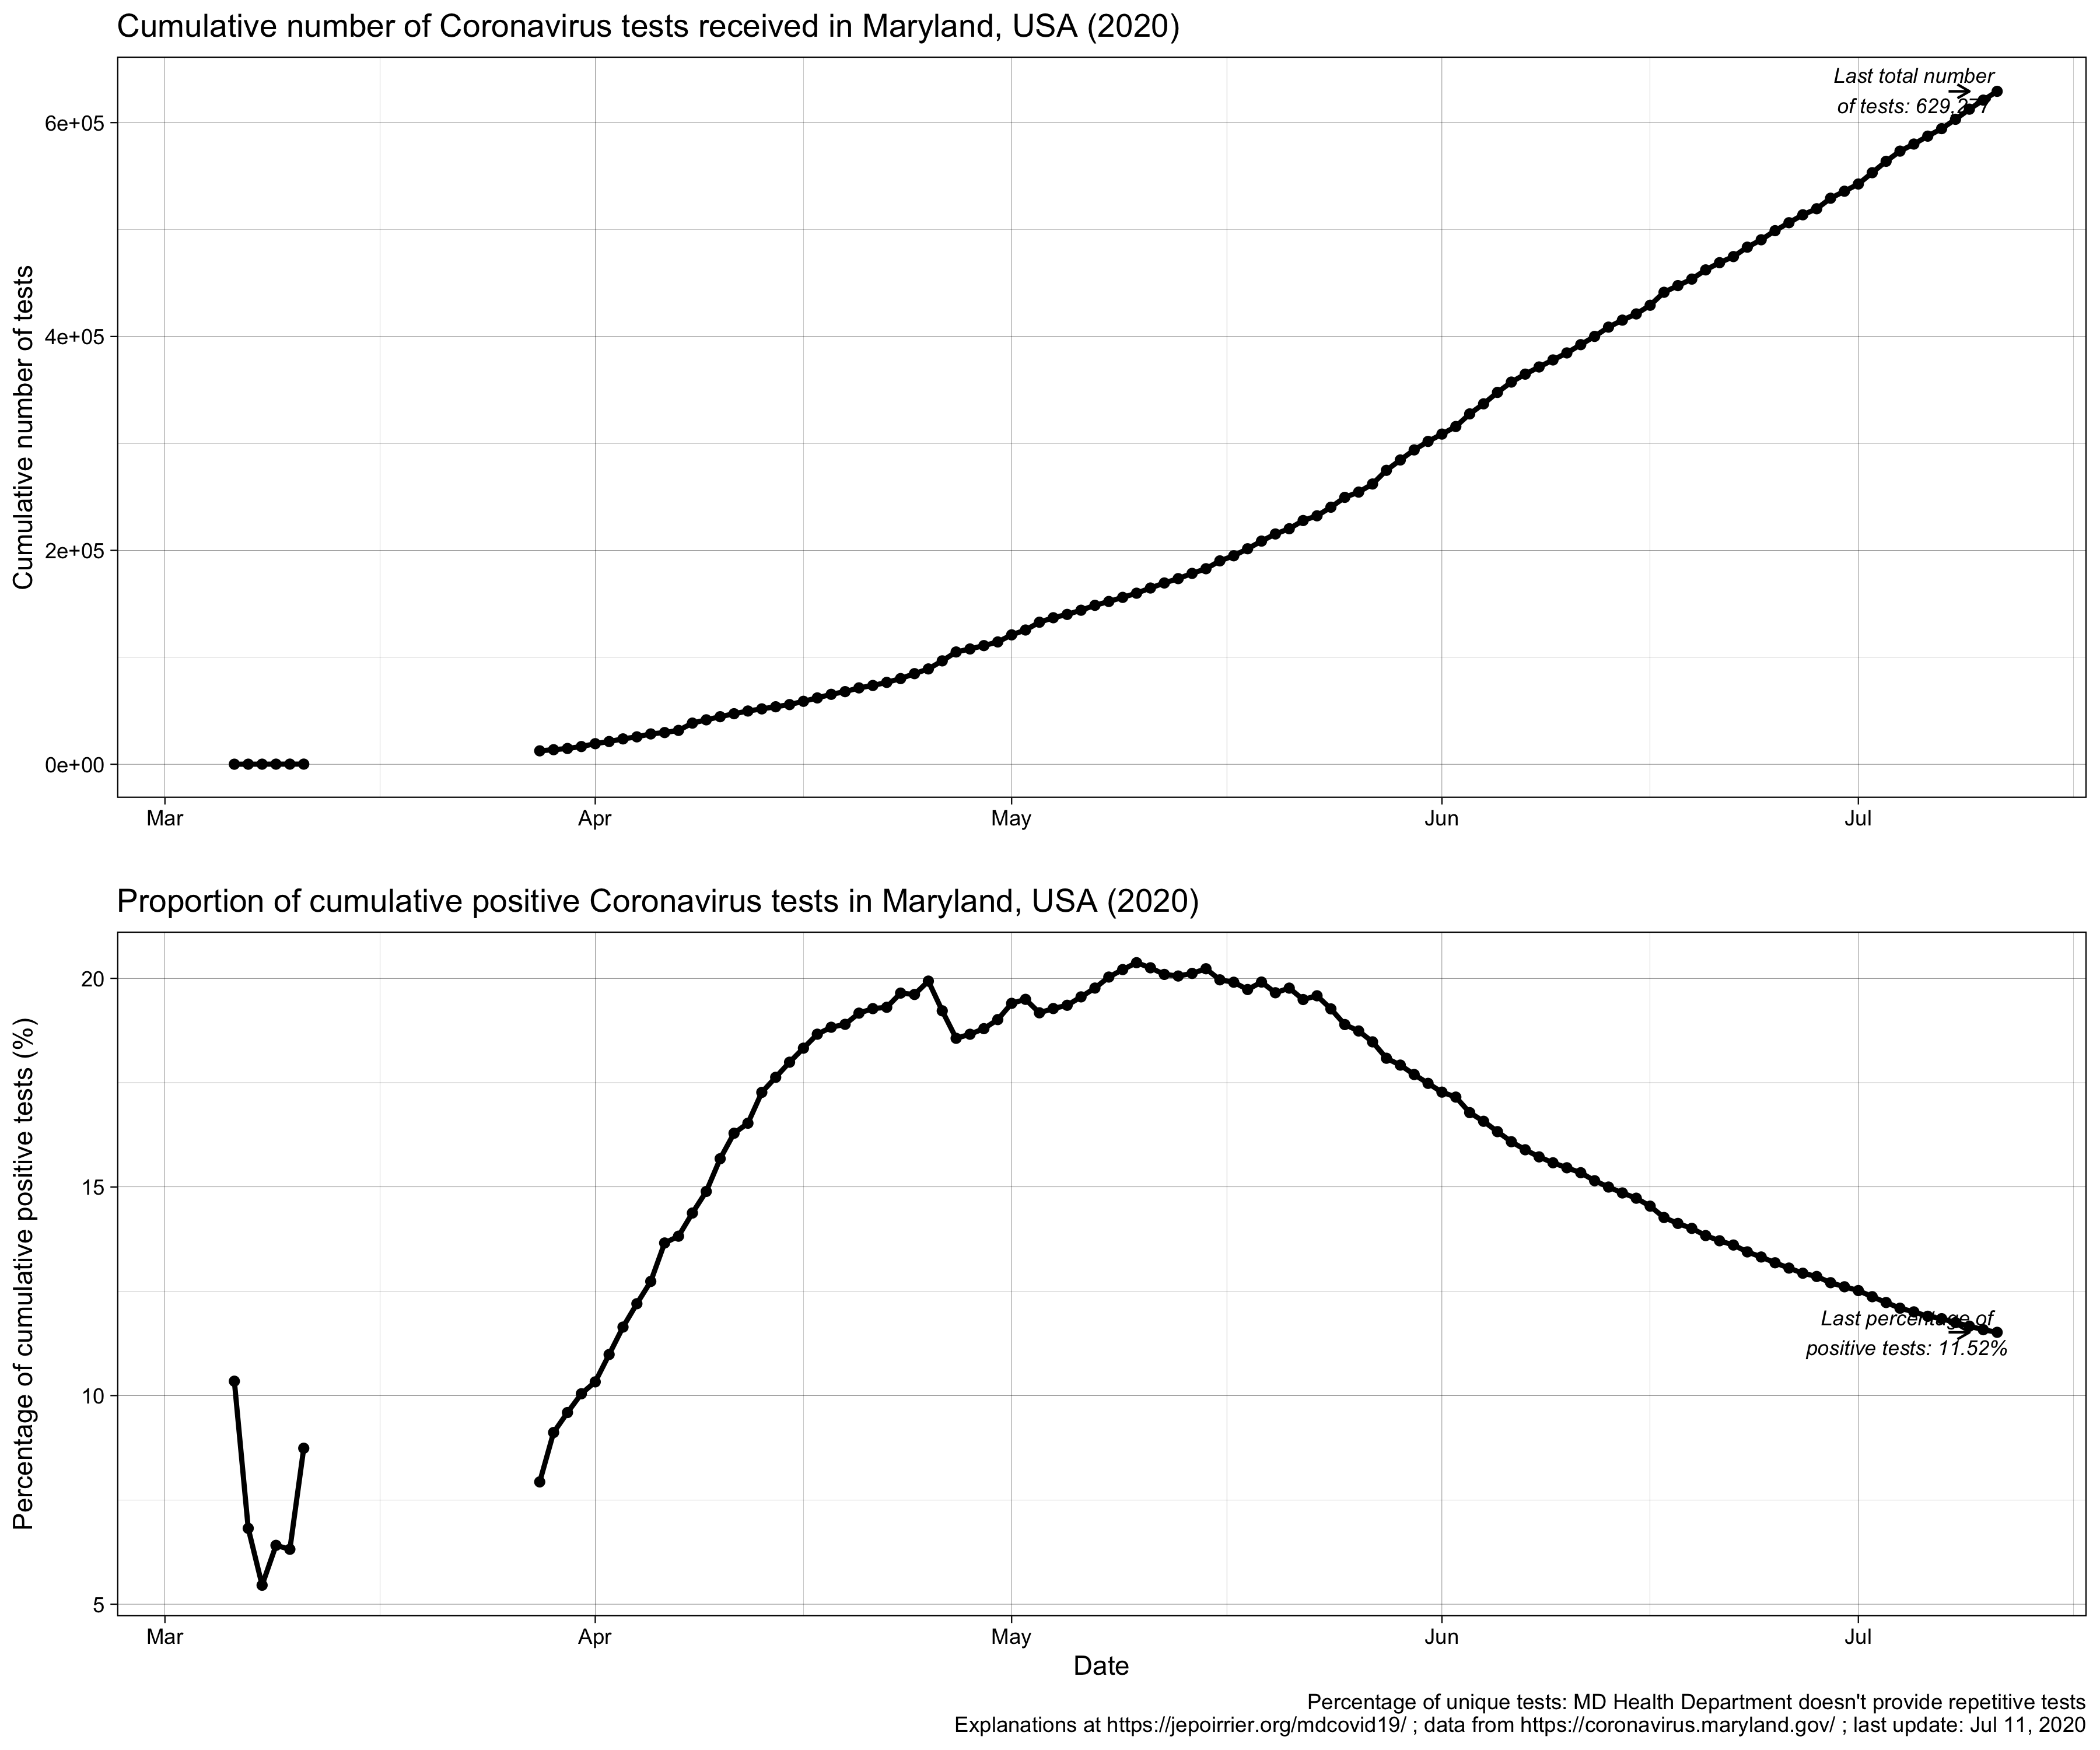 Cumulative number of Coronavirus tests received in Maryland, USA (2020)
Cumulative number of tests
6e+05
4e+05
2e+05
0e+00
Last total number
of tests: 629,277
Mar Apr May Jun Jul
Proportion of cumulative positive Coronavirus tests in Maryland, USA (2020)
Percentage of cumulative positive tests (%)
20
15
10
5
Last percentage of
positive tests: 11.52%
Mar Apr May Jun Jul
Date
Percentage of unique tests: MD Health Department doesn't provide repetitive tests
Explanations at https://jepoirrier.org/mdcovid19/ ; data from https://coronavirus.maryland.gov/ ; last update: Jul 11, 2020